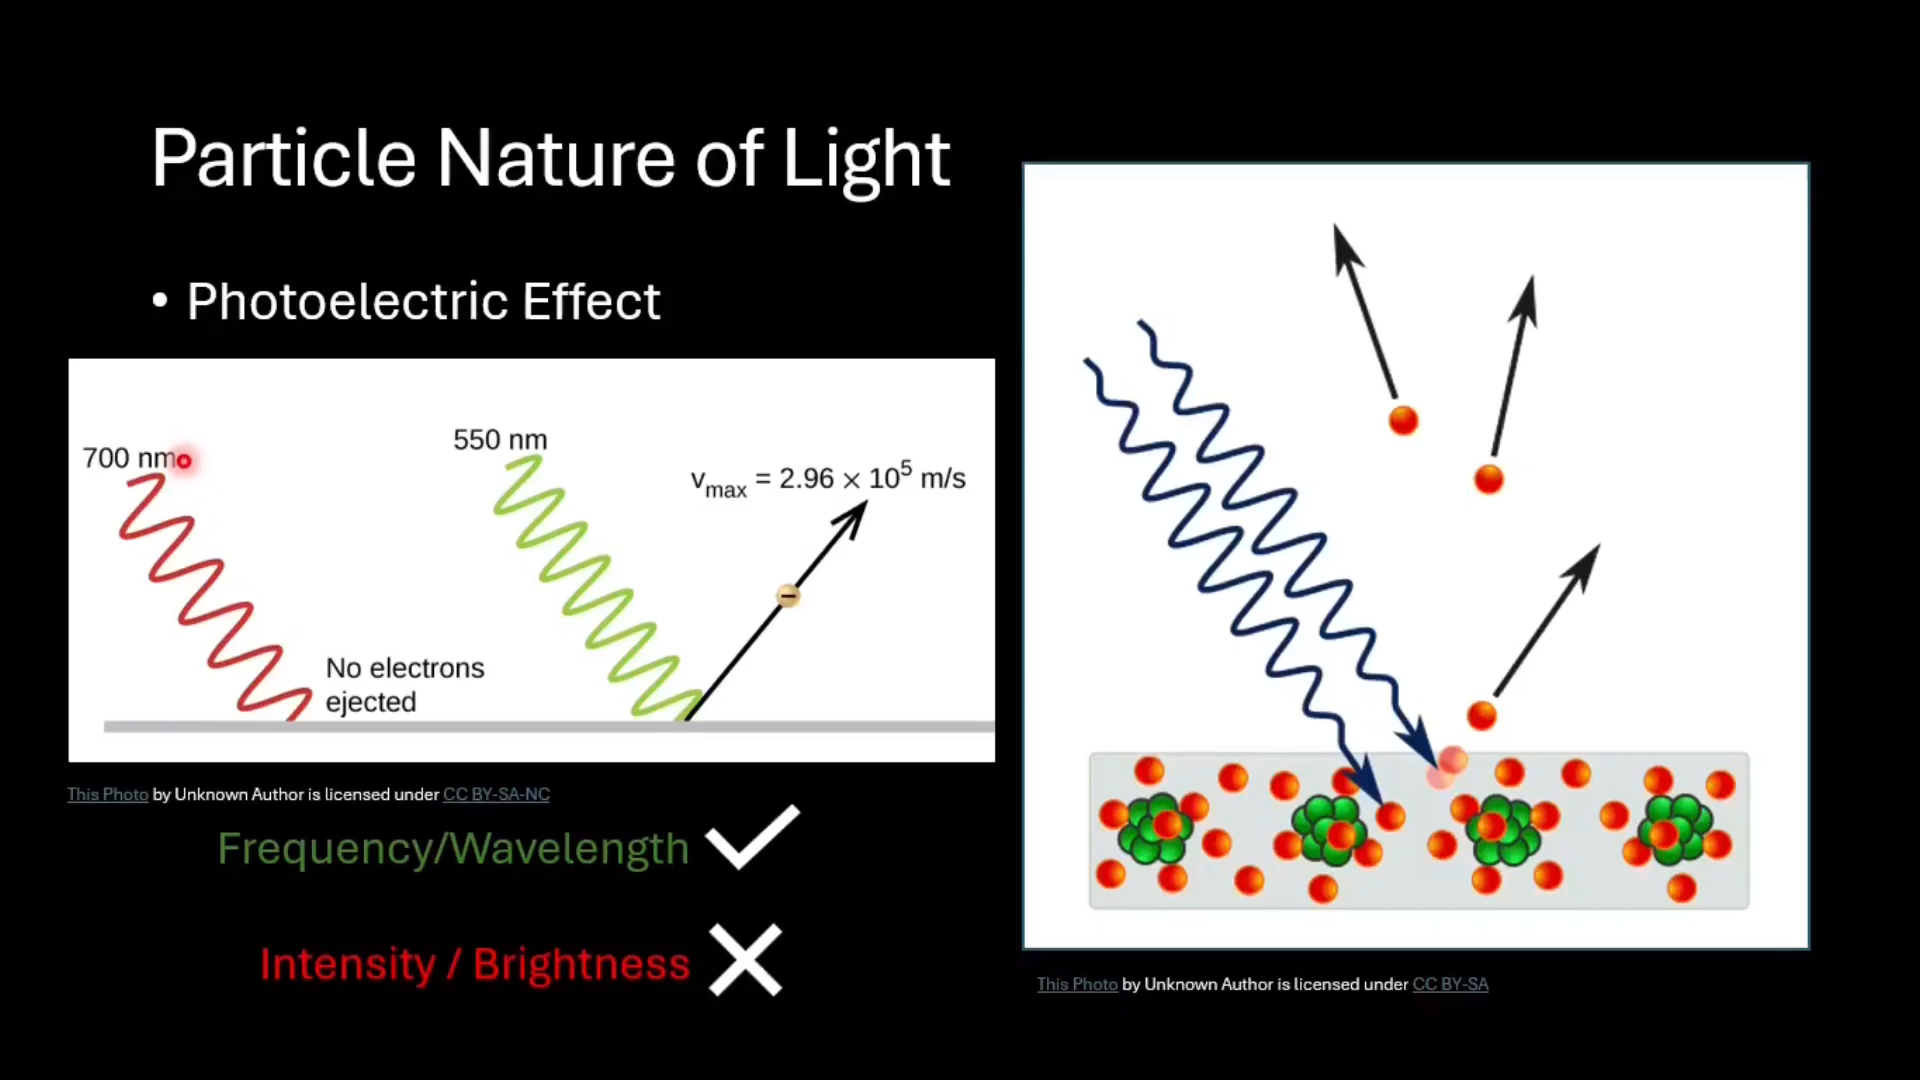 Particle Nature of Light
• Photoelectric Effect
700 nm
550 nm
vmax = 2.96 × 10⁵ m/s
No electrons
ejected
This Photo by Unknown Author is licensed under CC BY-SA-NC
Frequency/Wavelength
Intensity / Brightness
This Photo by Unknown Author is licensed under CC BY-SA